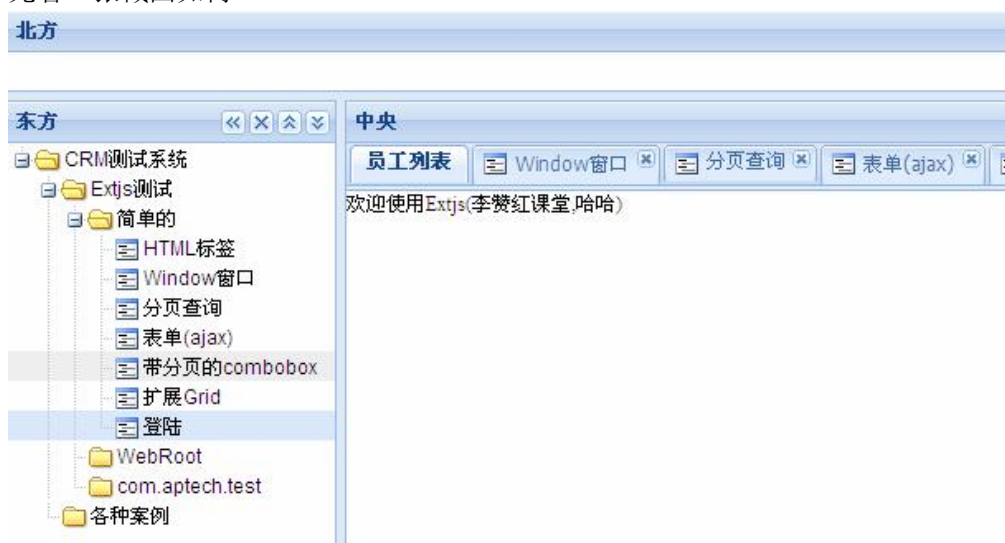 北方
东方
中央
CRM测试系统
Extjs测试
简单的
HTML标签
Window窗口
分页查询
表单(ajax)
带分页的combobox
扩展Grid
登陆
WebRoot
com.aptech.test
各种案例
员工列表 Window窗口 分页查询 表单(ajax)
欢迎使用Extjs(李赞红课堂,哈哈)